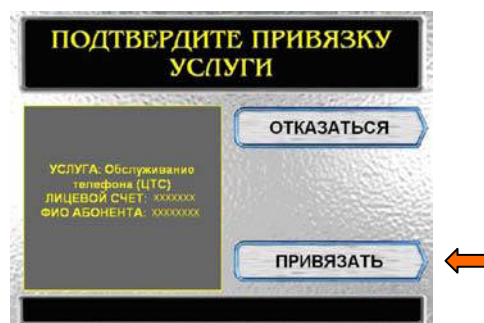 ПОДТВЕРДИТЕ ПРИВЯЗКУ
УСЛУГИ
ОТКАЗАТЬСЯ
УСЛУГА: Обслуживание
телефона (ЦТС)
ЛИЦЕВОЙ СЧЕТ: xxxxxxx
ФИО АБОНЕНТА: xxxxxxxx
ПРИВЯЗАТЬ